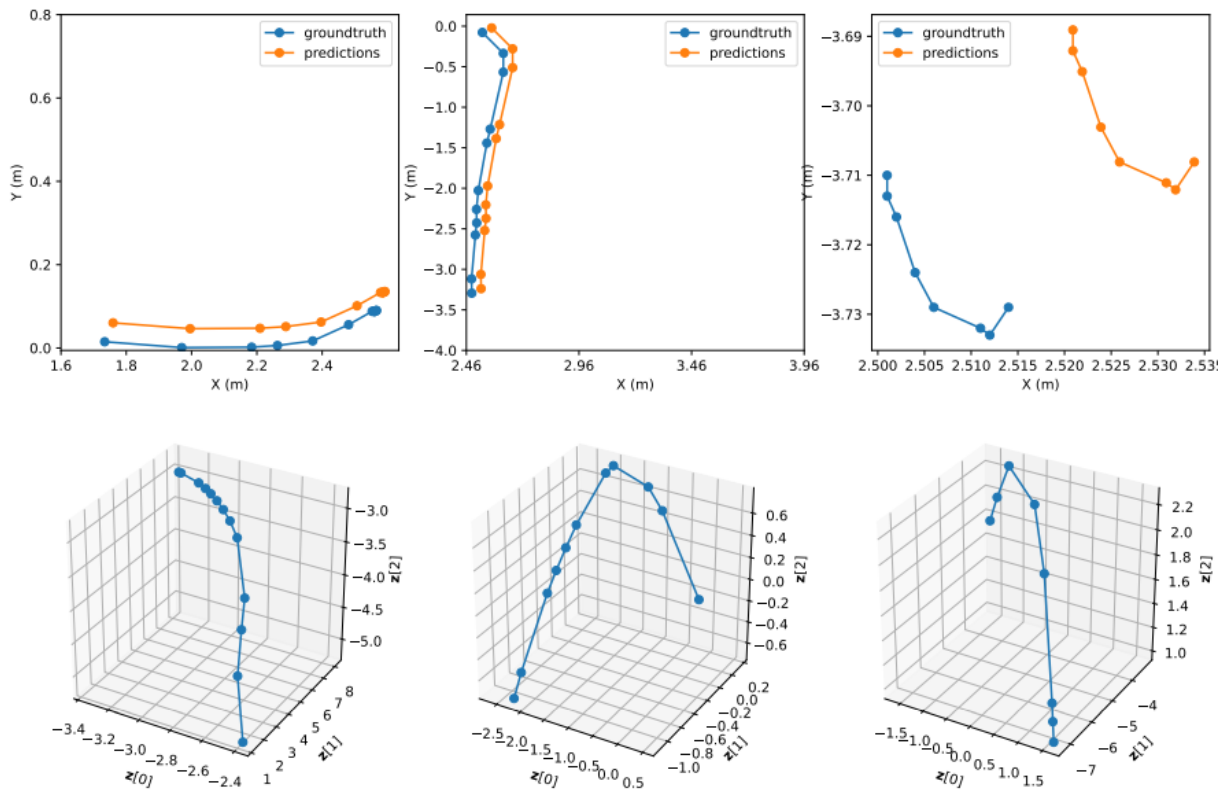 0.8
0.6
0.4
0.2
0.0
Y (m)
1.6 1.8 2.0 2.2 2.4
X (m)
groundtruth
predictions
0.0
−0.5
−1.0
−1.5
−2.0
−2.5
−3.0
−3.5
−4.0
Y (m)
2.46 2.96 3.46 3.96
X (m)
groundtruth
predictions
−3.69
−3.70
−3.71
−3.72
−3.73
Y (m)
2.500 2.505 2.510 2.515 2.520 2.525 2.530 2.535
X (m)
groundtruth
predictions
−3.0
−3.5
−4.0
−4.5
−5.0
z[2]
8
7
6
5
4
3
2
1
z[1]
−3.4 −3.2 −3.0 −2.8 −2.6 −2.4
z[0]
0.6
0.4
0.2
0.0
−0.2
−0.4
−0.6
z[2]
0.2
0.0
−0.2
−0.4
−0.6
−0.8
−1.0
z[1]
−2.5 −2.0 −1.5 −1.0 −0.5 0.0 0.5
z[0]
2.2
2.0
1.8
1.6
1.4
1.2
1.0
z[2]
−4
−5
−6
−7
z[1]
−1.5 −1.0 −0.5 0.0 0.5 1.0 1.5
z[0]